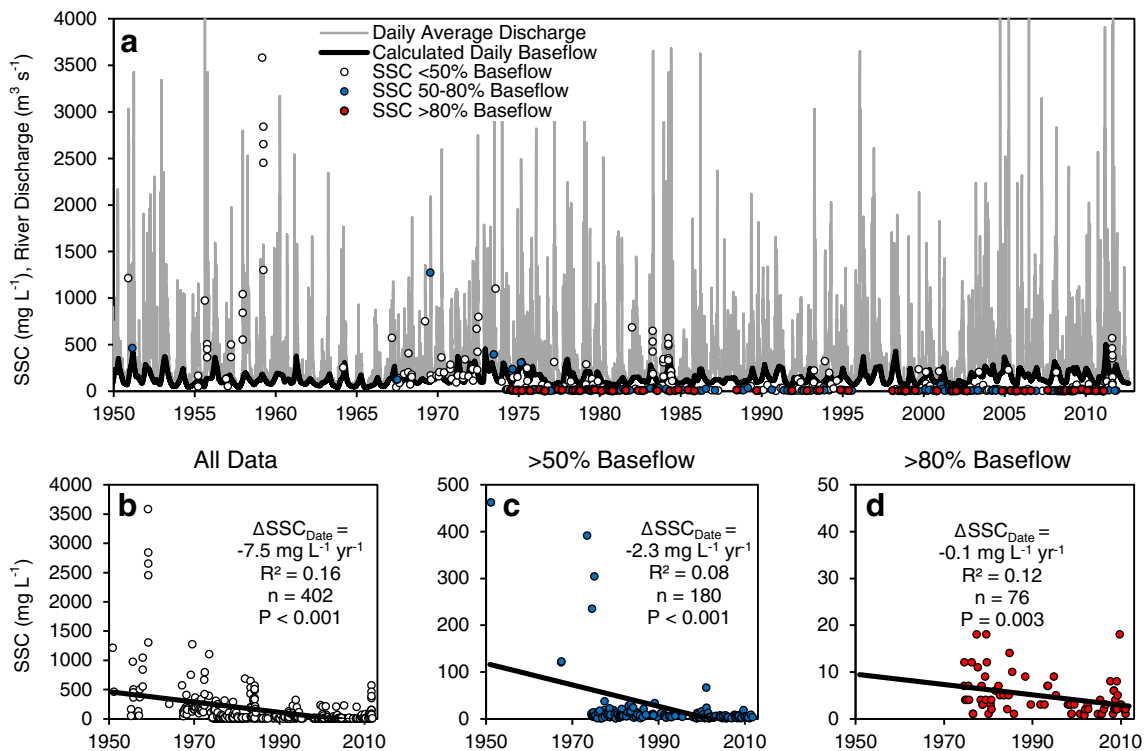 a
Daily Average Discharge
Calculated Daily Baseflow
SSC <50% Baseflow
SSC 50-80% Baseflow
SSC >80% Baseflow
SSC (mg L⁻¹), River Discharge (m³ s⁻¹)
4000
3500
3000
2500
2000
1500
1000
500
0
1950 1955 1960 1965 1970 1975 1980 1985 1990 1995 2000 2005 2010
All Data
b
ΔSSC_Date =
-7.5 mg L⁻¹ yr⁻¹
R² = 0.16
n = 402
P < 0.001
SSC (mg L⁻¹)
4000
3500
3000
2500
2000
1500
1000
500
0
1950 1970 1990 2010
>50% Baseflow
c
ΔSSC_Date =
-2.3 mg L⁻¹ yr⁻¹
R² = 0.08
n = 180
P < 0.001
500
400
300
200
100
0
1950 1970 1990 2010
>80% Baseflow
d
ΔSSC_Date =
-0.1 mg L⁻¹ yr⁻¹
R² = 0.12
n = 76
P = 0.003
50
40
30
20
10
0
1950 1970 1990 2010